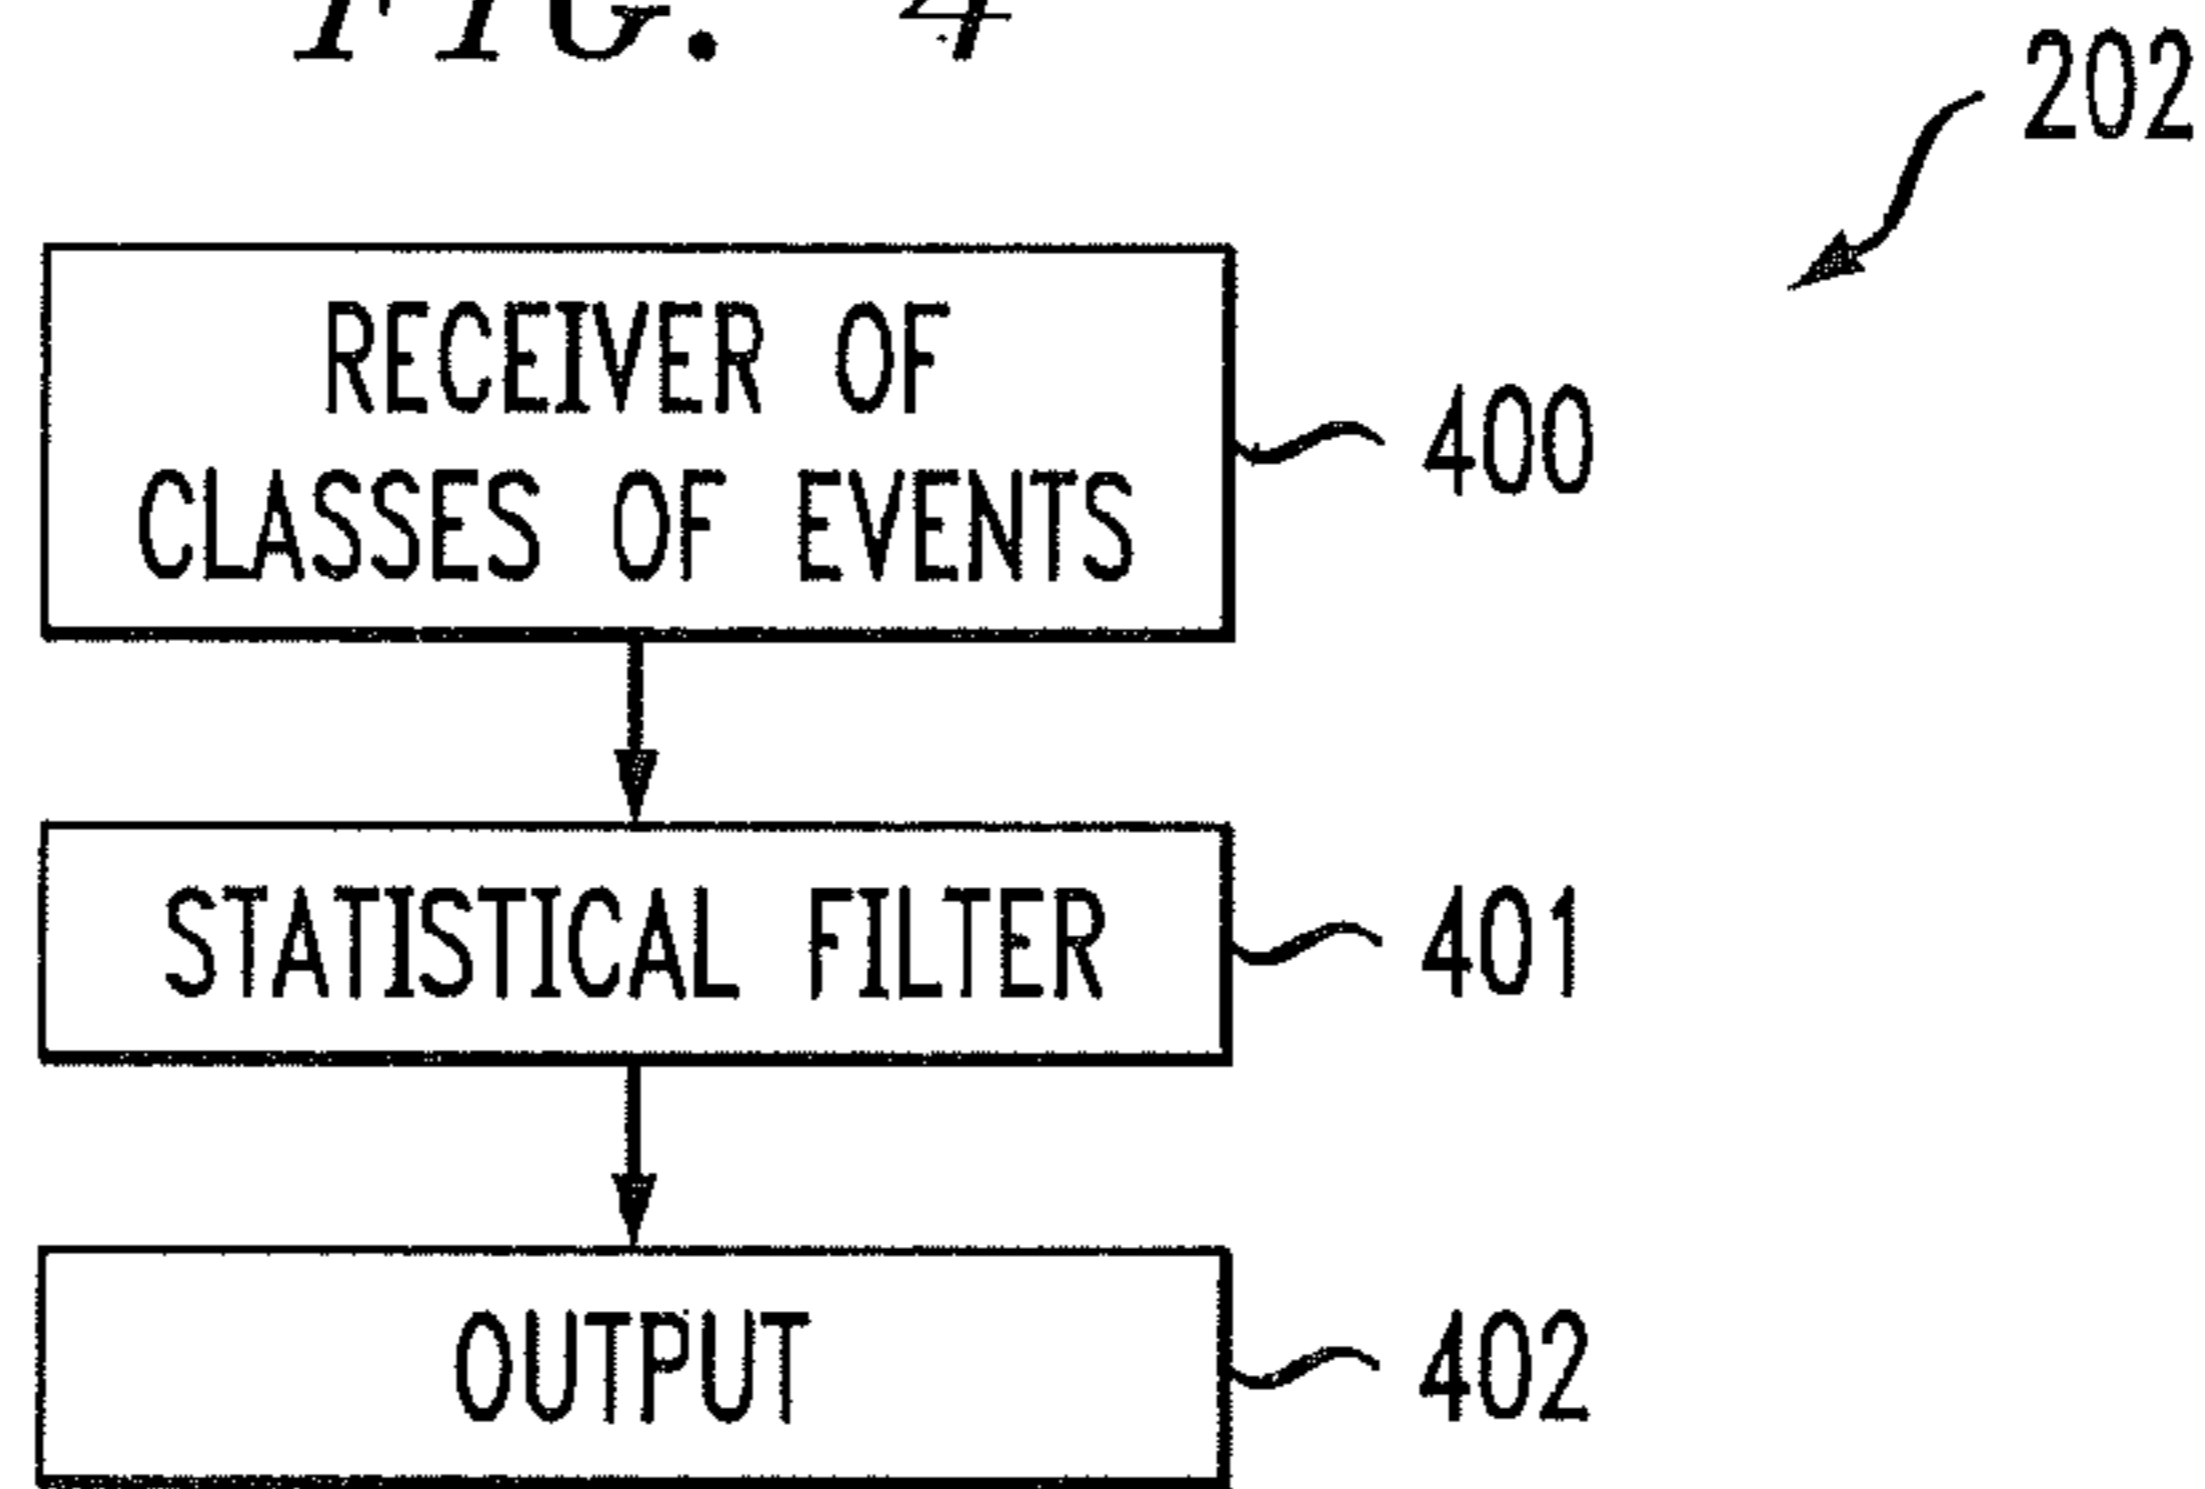 FIG. 4
202
RECEIVER OF
CLASSES OF EVENTS
400
STATISTICAL FILTER
401
OUTPUT
402